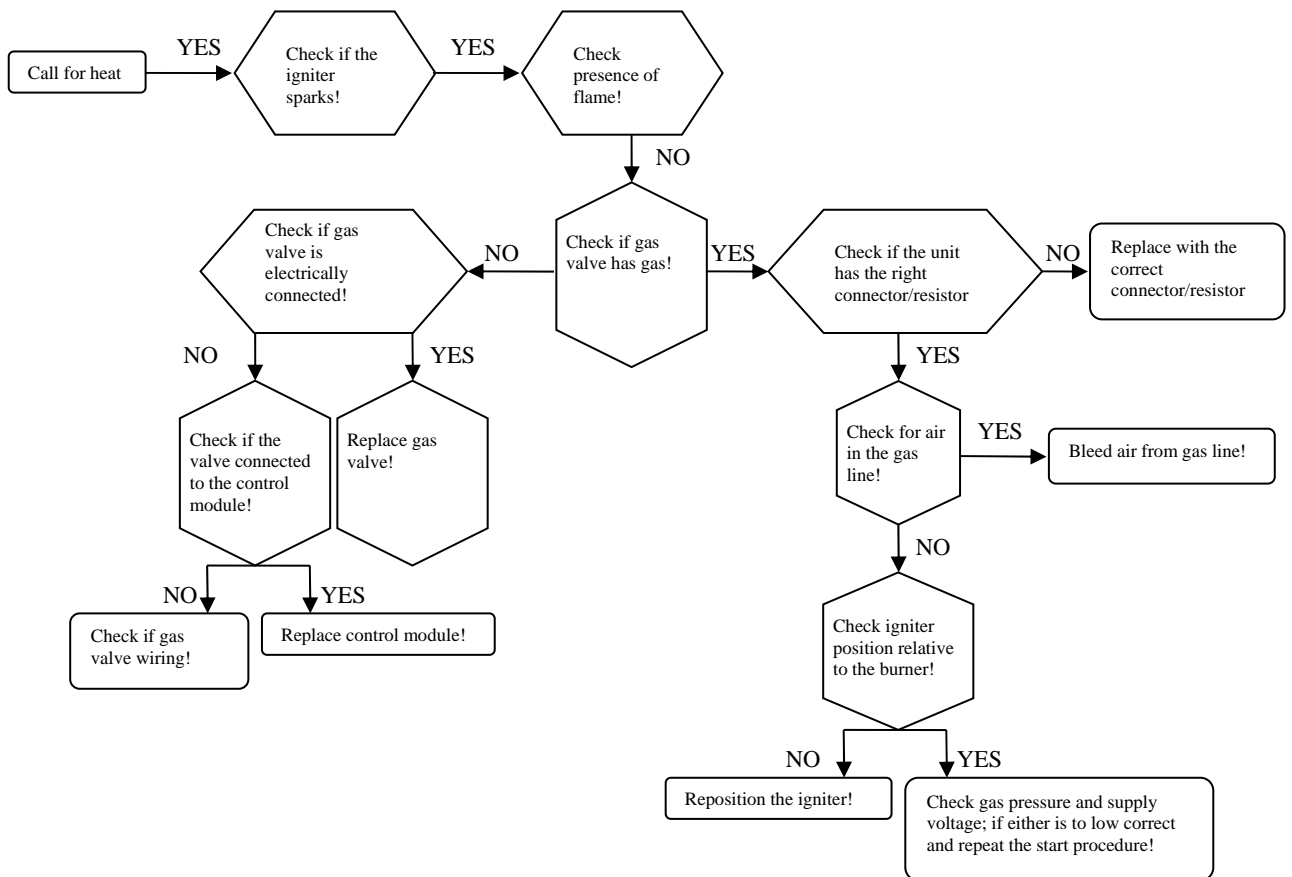 YES
YES
Call for heat
Check if the
igniter
sparks!
Check
presence of
flame!
NO
Check if gas
valve is
electrically
connected!
NO
Check if gas
valve has gas!
YES
Check if the unit
has the right
connector/resistor
NO
Replace with the
correct
connector/resistor
NO
YES
YES
Check if the
valve connected
to the control
module!
Replace gas
valve!
Check for air
in the gas
line!
YES
Bleed air from gas line!
NO
NO
YES
Check if gas
valve wiring!
Replace control module!
Check igniter
position relative
to the burner!
NO
YES
Reposition the igniter!
Check gas pressure and supply
voltage; if either is to low correct
and repeat the start procedure!